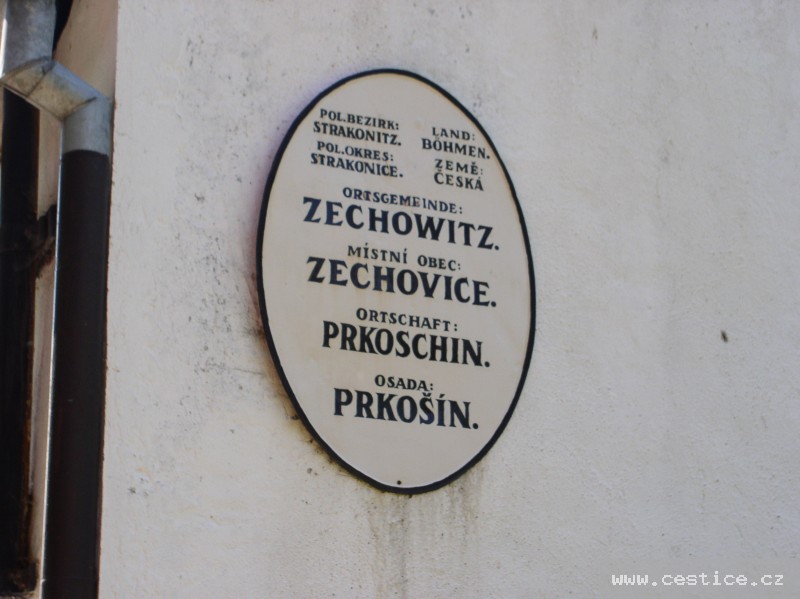 POL.BEZIRK:
STRAKONITZ.
POL.OKRES:
STRAKONICE.
LAND:
BÖHMEN.
ZEMĚ:
ČESKÁ
ORTSGEMEINDE:
ZECHOWITZ.
MÍSTNÍ OBEC:
ZECHOVICE.
ORTSCHAFT:
PRKOSCHIN.
OSADA:
PRKOŠÍN.
www.cestice.cz